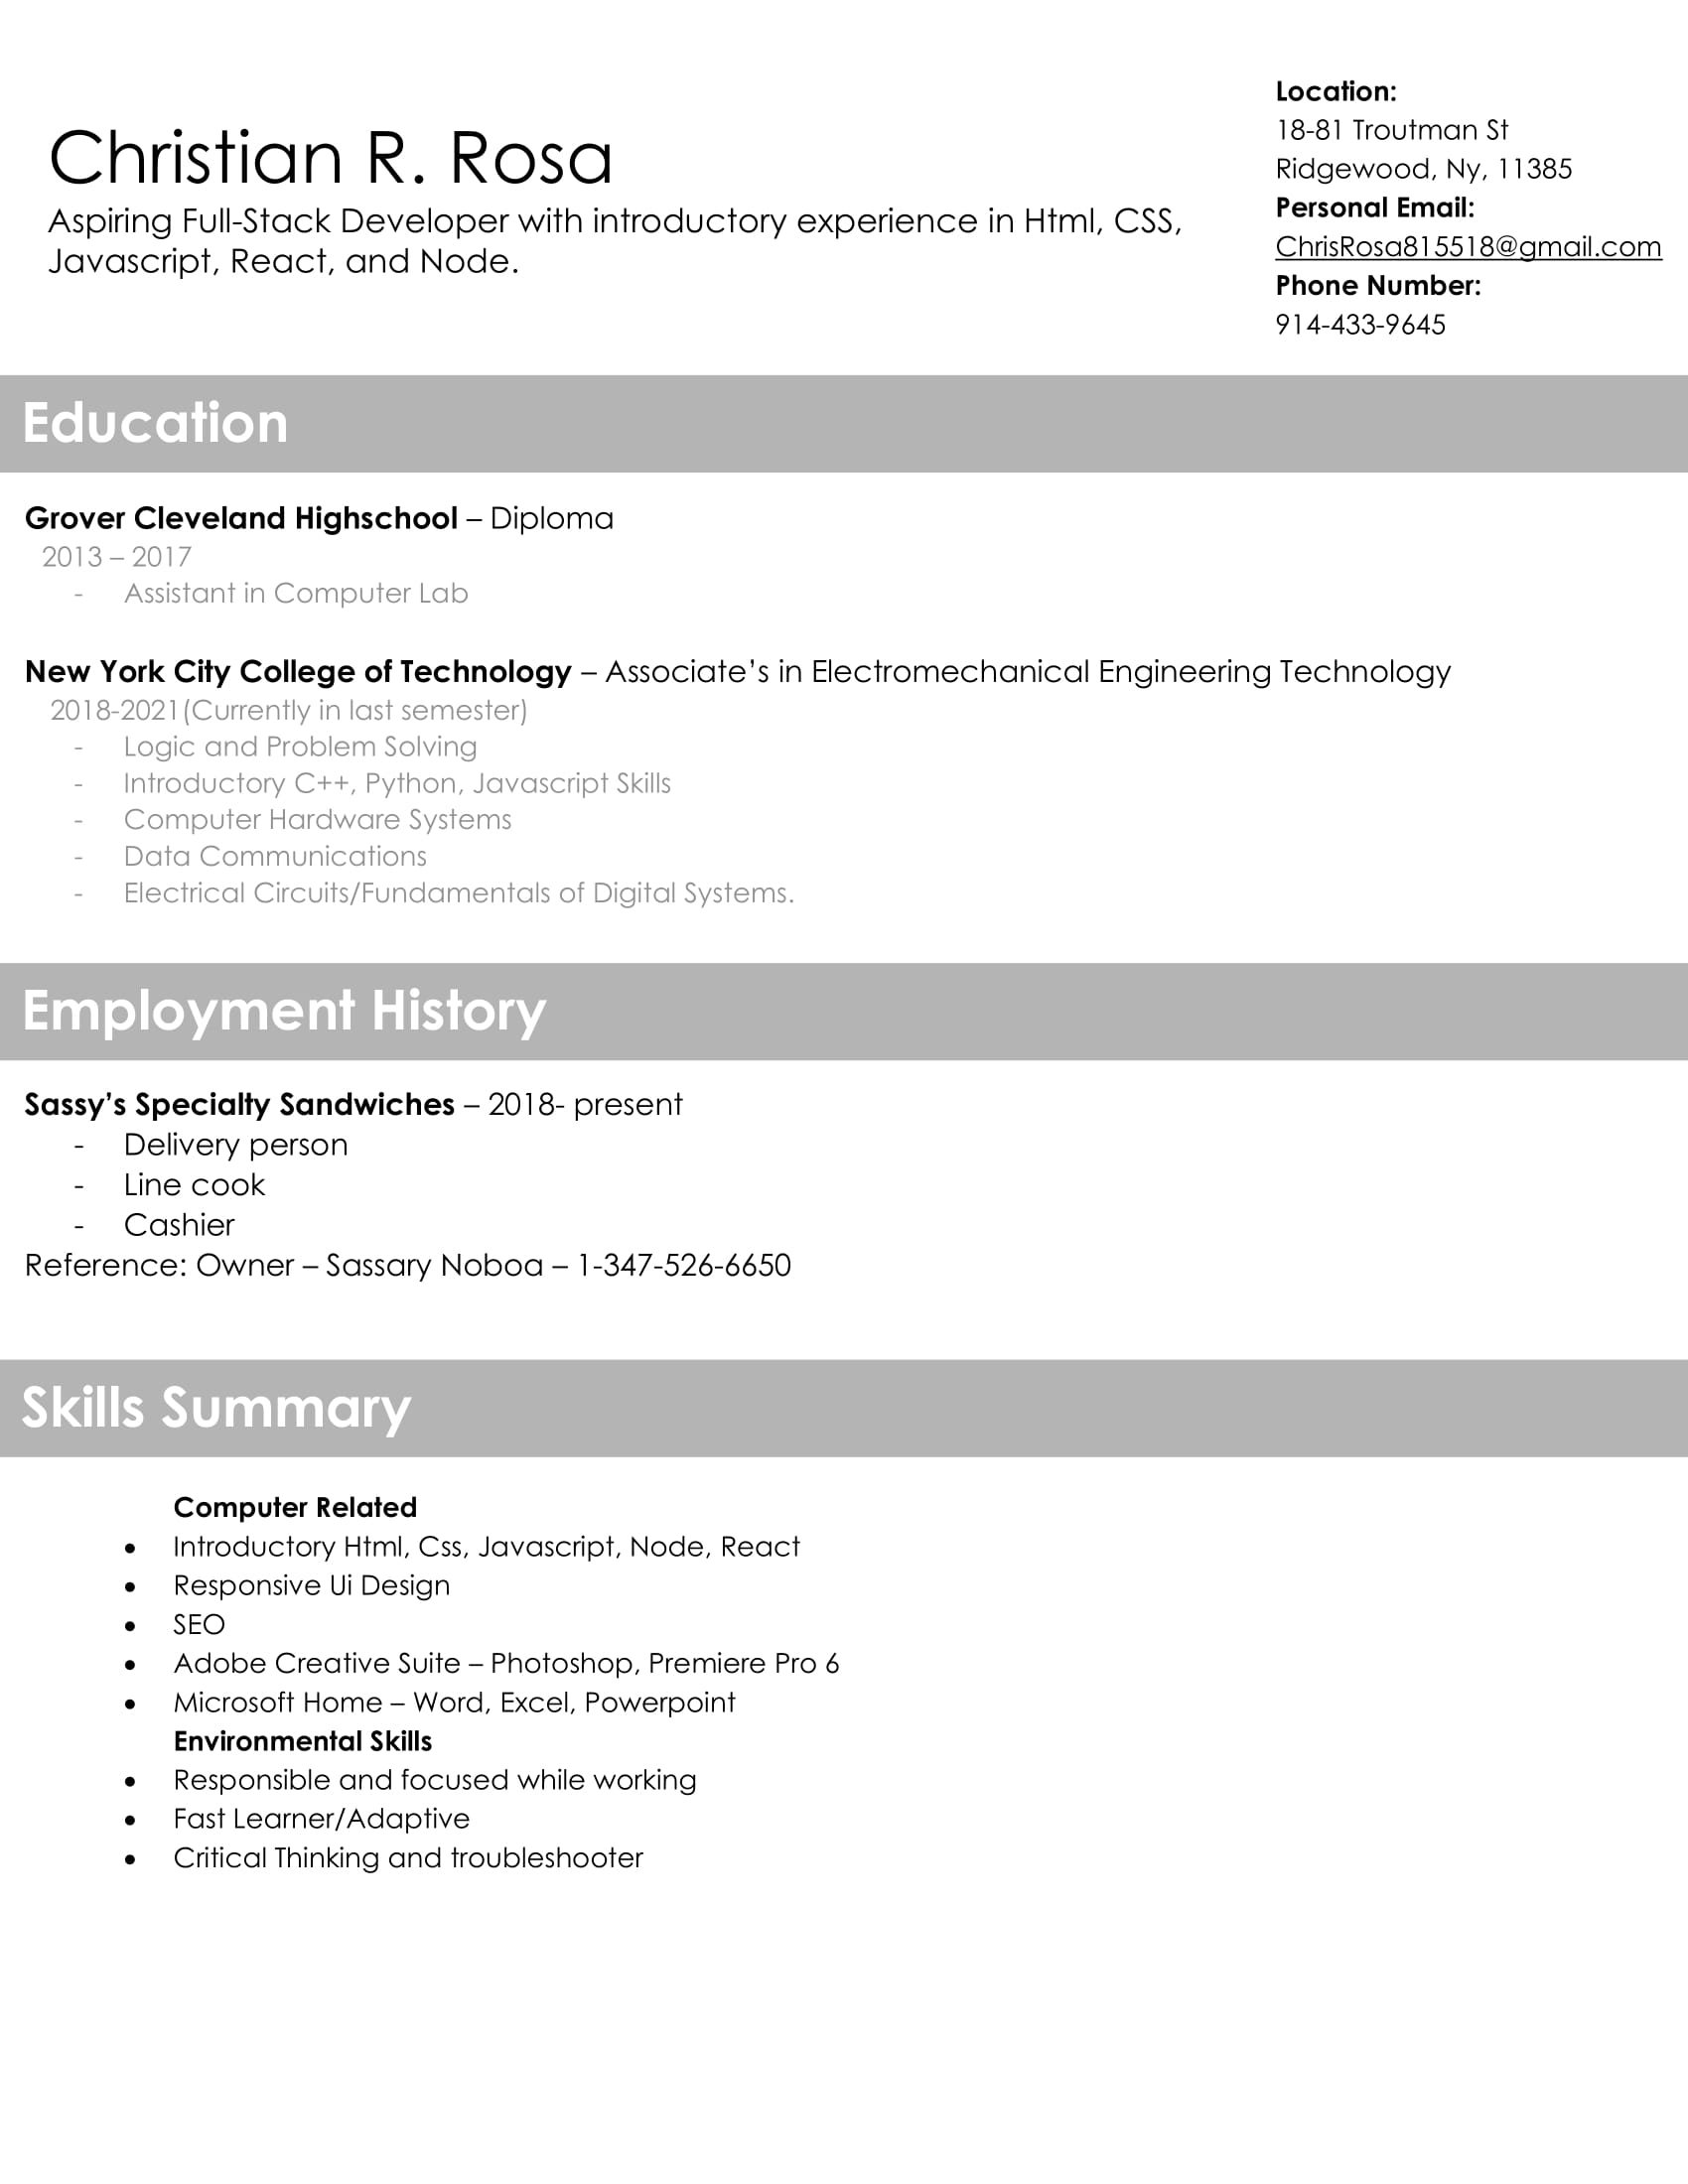 Christian R. Rosa
Aspiring Full-Stack Developer with introductory experience in Html, CSS,
Javascript, React, and Node.
Location:
18-81 Troutman St
Ridgewood, Ny, 11385
Personal Email:
ChrisRosa815518@gmail.com
Phone Number:
914-433-9645
Education
Grover Cleveland Highschool – Diploma
2013 – 2017
- Assistant in Computer Lab
New York City College of Technology – Associate’s in Electromechanical Engineering Technology
2018-2021(Currently in last semester)
- Logic and Problem Solving
- Introductory C++, Python, Javascript Skills
- Computer Hardware Systems
- Data Communications
- Electrical Circuits/Fundamentals of Digital Systems.
Employment History
Sassy’s Specialty Sandwiches – 2018- present
- Delivery person
- Line cook
- Cashier
Reference: Owner – Sassary Noboa – 1-347-526-6650
Skills Summary
Computer Related
• Introductory Html, Css, Javascript, Node, React
• Responsive Ui Design
• SEO
• Adobe Creative Suite – Photoshop, Premiere Pro 6
• Microsoft Home – Word, Excel, Powerpoint
Environmental Skills
• Responsible and focused while working
• Fast Learner/Adaptive
• Critical Thinking and troubleshooter